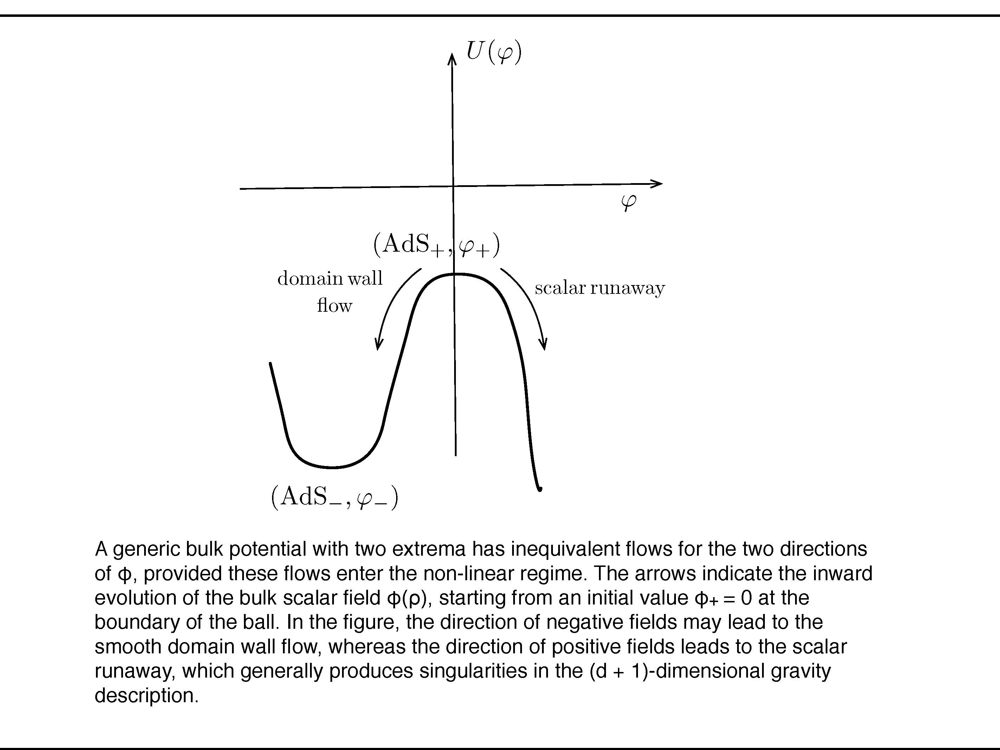 U(φ)
φ
(AdS₊, φ₊)
domain wall
flow
scalar runaway
(AdS₋, φ₋)
A generic bulk potential with two extrema has inequivalent flows for the two directions
of ϕ, provided these flows enter the non-linear regime. The arrows indicate the inward
evolution of the bulk scalar field ϕ(ρ), starting from an initial value ϕ₊ = 0 at the
boundary of the ball. In the figure, the direction of negative fields may lead to the
smooth domain wall flow, whereas the direction of positive fields leads to the scalar
runaway, which generally produces singularities in the (d + 1)-dimensional gravity
description.